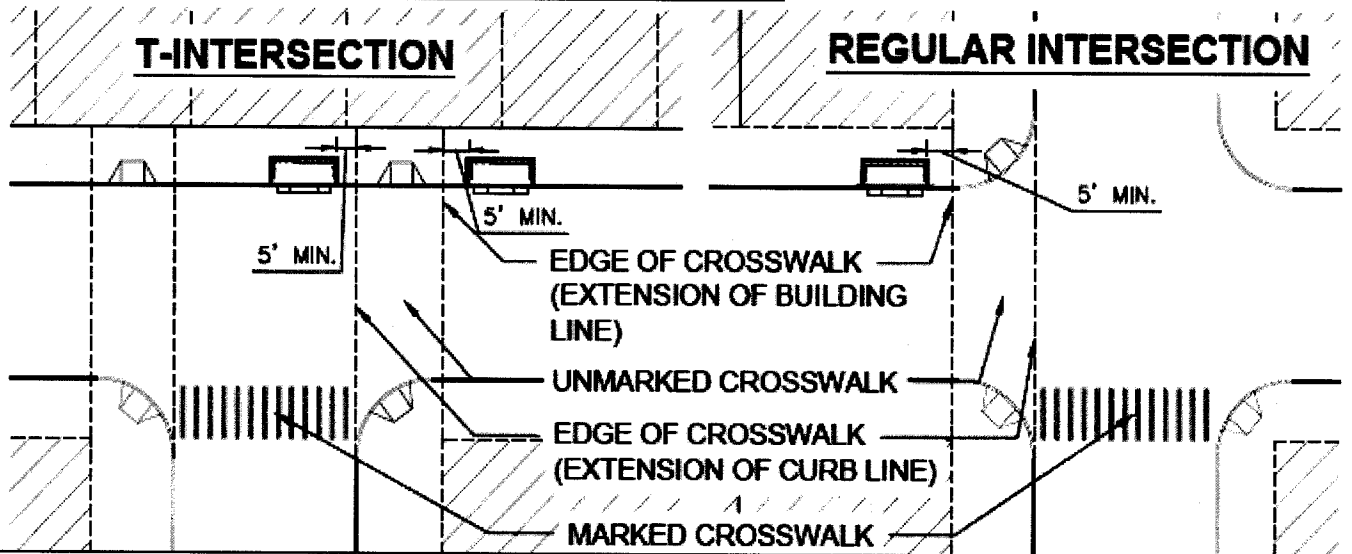 T-INTERSECTION
REGULAR INTERSECTION
5' MIN.
5' MIN.
5' MIN.
EDGE OF CROSSWALK
(EXTENSION OF BUILDING
LINE)
UNMARKED CROSSWALK
EDGE OF CROSSWALK
(EXTENSION OF CURB LINE)
MARKED CROSSWALK